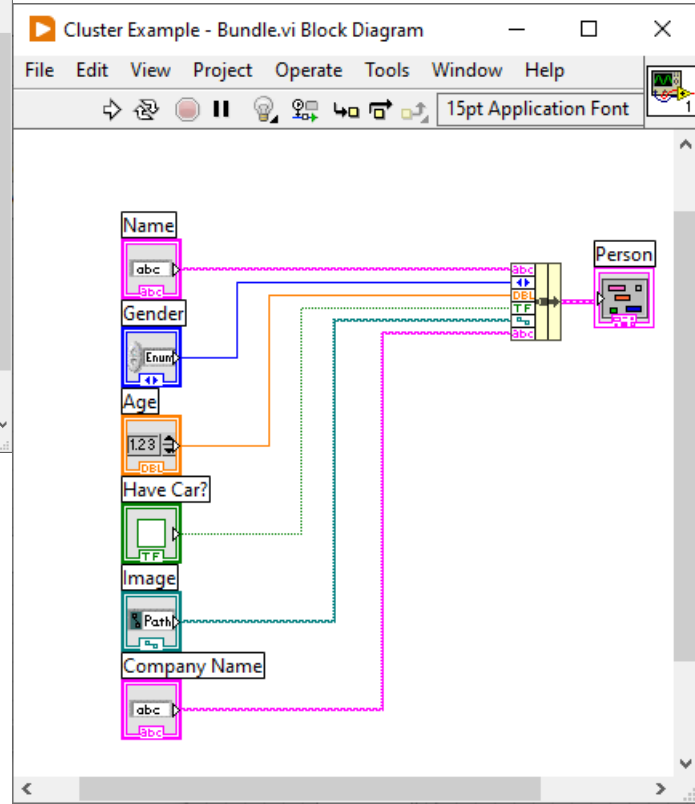 Cluster Example - Bundle.vi Block Diagram
File Edit View Project Operate Tools Window Help
15pt Application Font
1
Name
abc
abc
Gender
Enum
Age
1.23
DBL
Have Car?
TF
Image
Path
Company Name
abc
abc
abc
DBL
TF
abc
Person